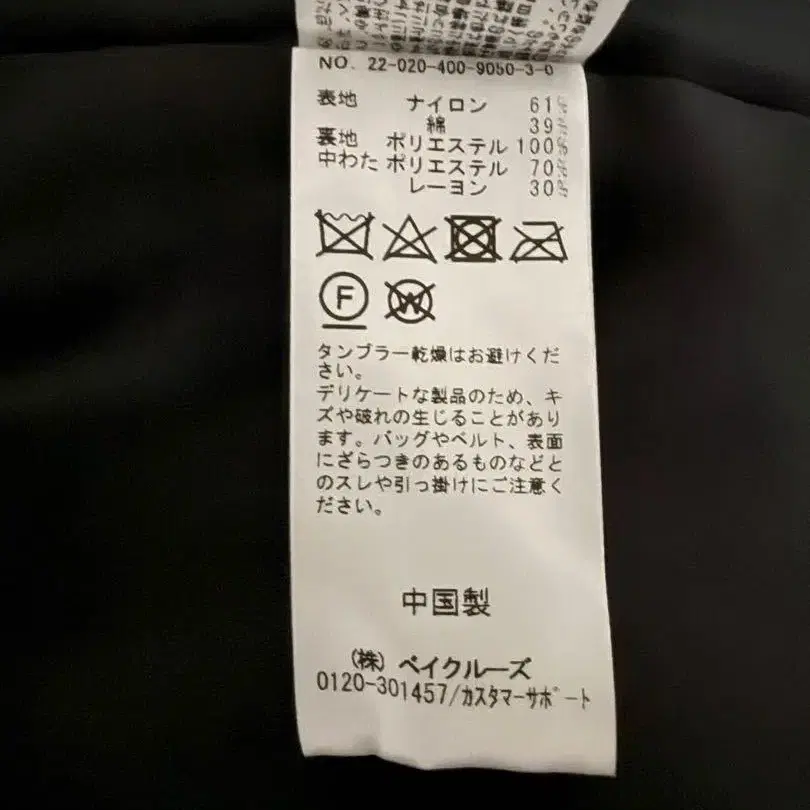 NO. 22-020-400-9050-3-0
表地 ナイロン 61%
綿 39%
裏地 ポリエステル 100%
中わた ポリエステル 70%
レーヨン 30%
F
W
タンブラー乾燥はお避けくだ
さい。
デリケートな製品のため、キ
ズや破れの生じることがあり
ます。バッグやベルト、表面
にざらつきのあるものなどと
のスレや引っ掛けにご注意く
ださい。
中国製
(株) ベイクルーズ
0120-301457/カスタマーサポート